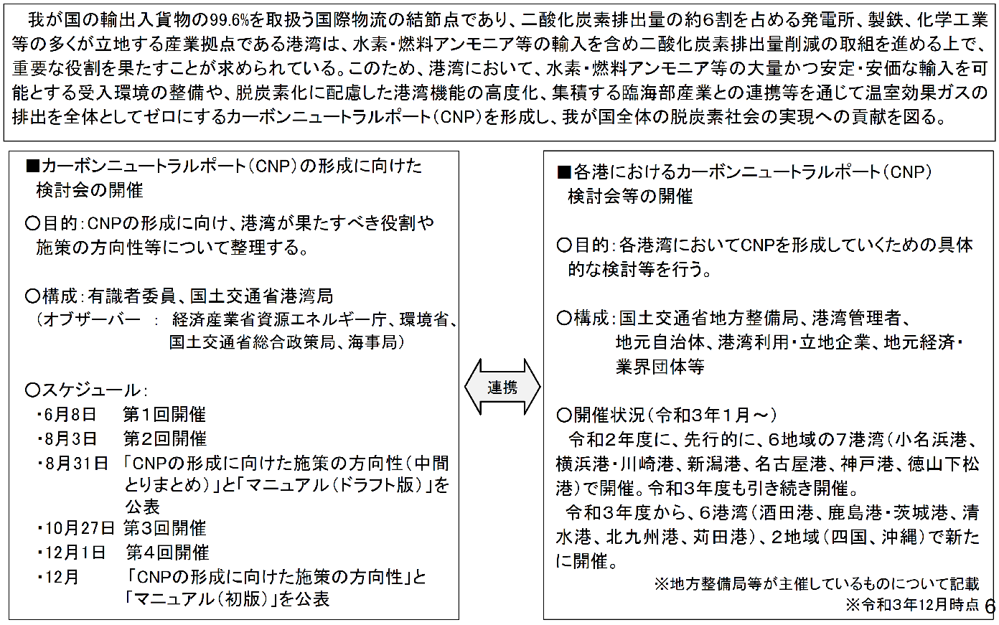 我が国の輸出入貨物の99.6%を取扱う国際物流の結節点であり、二酸化炭素排出量の約６割を占める発電所、製鉄、化学工業
等の多くが立地する産業拠点である港湾は、水素・燃料アンモニア等の輸入を含め二酸化炭素排出量削減の取組を進める上で、
重要な役割を果たすことが求められている。このため、港湾において、水素・燃料アンモニア等の大量かつ安定・安価な輸入を可
能とする受入環境の整備や、脱炭素化に配慮した港湾機能の高度化、集積する臨海部産業との連携等を通じて温室効果ガスの
排出を全体としてゼロにするカーボンニュートラルポート（CNP）を形成し、我が国全体の脱炭素社会の実現への貢献を図る。
■カーボンニュートラルポート（CNP）の形成に向けた
検討会の開催
○目的：CNPの形成に向け、港湾が果たすべき役割や
施策の方向性等について整理する。
○構成：有識者委員、国土交通省港湾局
（オブザーバー ： 経済産業省資源エネルギー庁、環境省、
国土交通省総合政策局、海事局）
○スケジュール：
・6月8日 第１回開催
・8月3日 第２回開催
・8月31日 「CNPの形成に向けた施策の方向性（中間
とりまとめ）」と「マニュアル（ドラフト版）」を
公表
・10月27日 第３回開催
・12月1日 第４回開催
・12月 「CNPの形成に向けた施策の方向性」と
「マニュアル（初版）」を公表
連携
■各港におけるカーボンニュートラルポート（CNP）
検討会等の開催
○目的：各港湾においてCNPを形成していくための具体
的な検討等を行う。
○構成：国土交通省地方整備局、港湾管理者、
地元自治体、港湾利用・立地企業、地元経済・
業界団体等
○開催状況（令和３年１月～）
令和２年度に、先行的に、６地域の７港湾（小名浜港、
横浜港・川崎港、新潟港、名古屋港、神戸港、徳山下松
港）で開催。令和３年度も引き続き開催。
令和３年度から、６港湾（酒田港、鹿島港・茨城港、清
水港、北九州港、苅田港）、２地域（四国、沖縄）で新た
に開催。
※地方整備局等が主催しているものについて記載
※令和３年12月時点
6